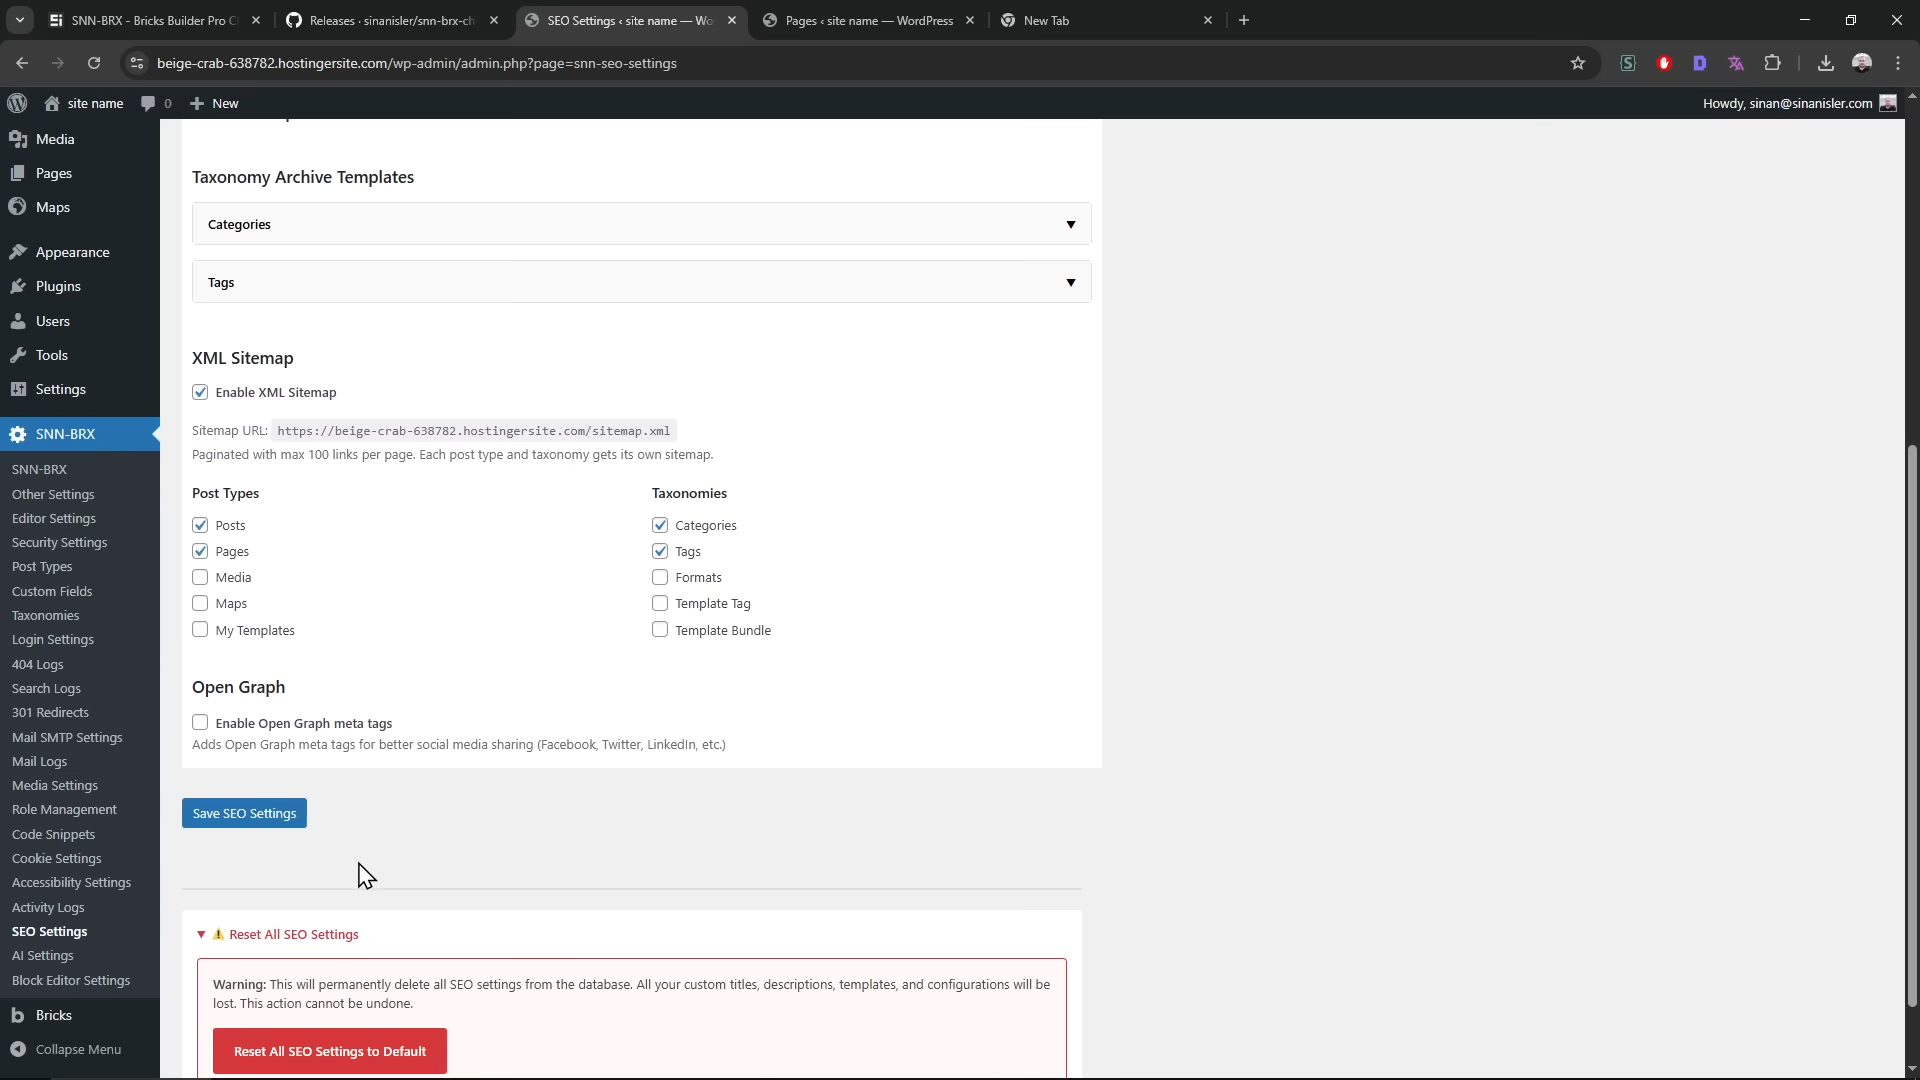 SNN-BRX - Bricks Builder Pro C
Releases · sinanisler/snn-brx-ch
SEO Settings ‹ site name — Wo
Pages ‹ site name — WordPress
New Tab
beige-crab-638782.hostingersite.com/wp-admin/admin.php?page=snn-seo-settings
site name
0
New
Howdy, sinan@sinanisler.com
Media
Pages
Maps
Appearance
Plugins
Users
Tools
Settings
SNN-BRX
SNN-BRX
Other Settings
Editor Settings
Security Settings
Post Types
Custom Fields
Taxonomies
Login Settings
404 Logs
Search Logs
301 Redirects
Mail SMTP Settings
Mail Logs
Media Settings
Role Management
Code Snippets
Cookie Settings
Accessibility Settings
Activity Logs
SEO Settings
AI Settings
Block Editor Settings
Bricks
Collapse Menu
Taxonomy Archive Templates
Categories
Tags
XML Sitemap
Enable XML Sitemap
Sitemap URL: https://beige-crab-638782.hostingersite.com/sitemap.xml
Paginated with max 100 links per page. Each post type and taxonomy gets its own sitemap.
Post Types
Posts
Pages
Media
Maps
My Templates
Taxonomies
Categories
Tags
Formats
Template Tag
Template Bundle
Open Graph
Enable Open Graph meta tags
Adds Open Graph meta tags for better social media sharing (Facebook, Twitter, LinkedIn, etc.)
Save SEO Settings
Reset All SEO Settings
Warning: This will permanently delete all SEO settings from the database. All your custom titles, descriptions, templates, and configurations will be
lost. This action cannot be undone.
Reset All SEO Settings to Default